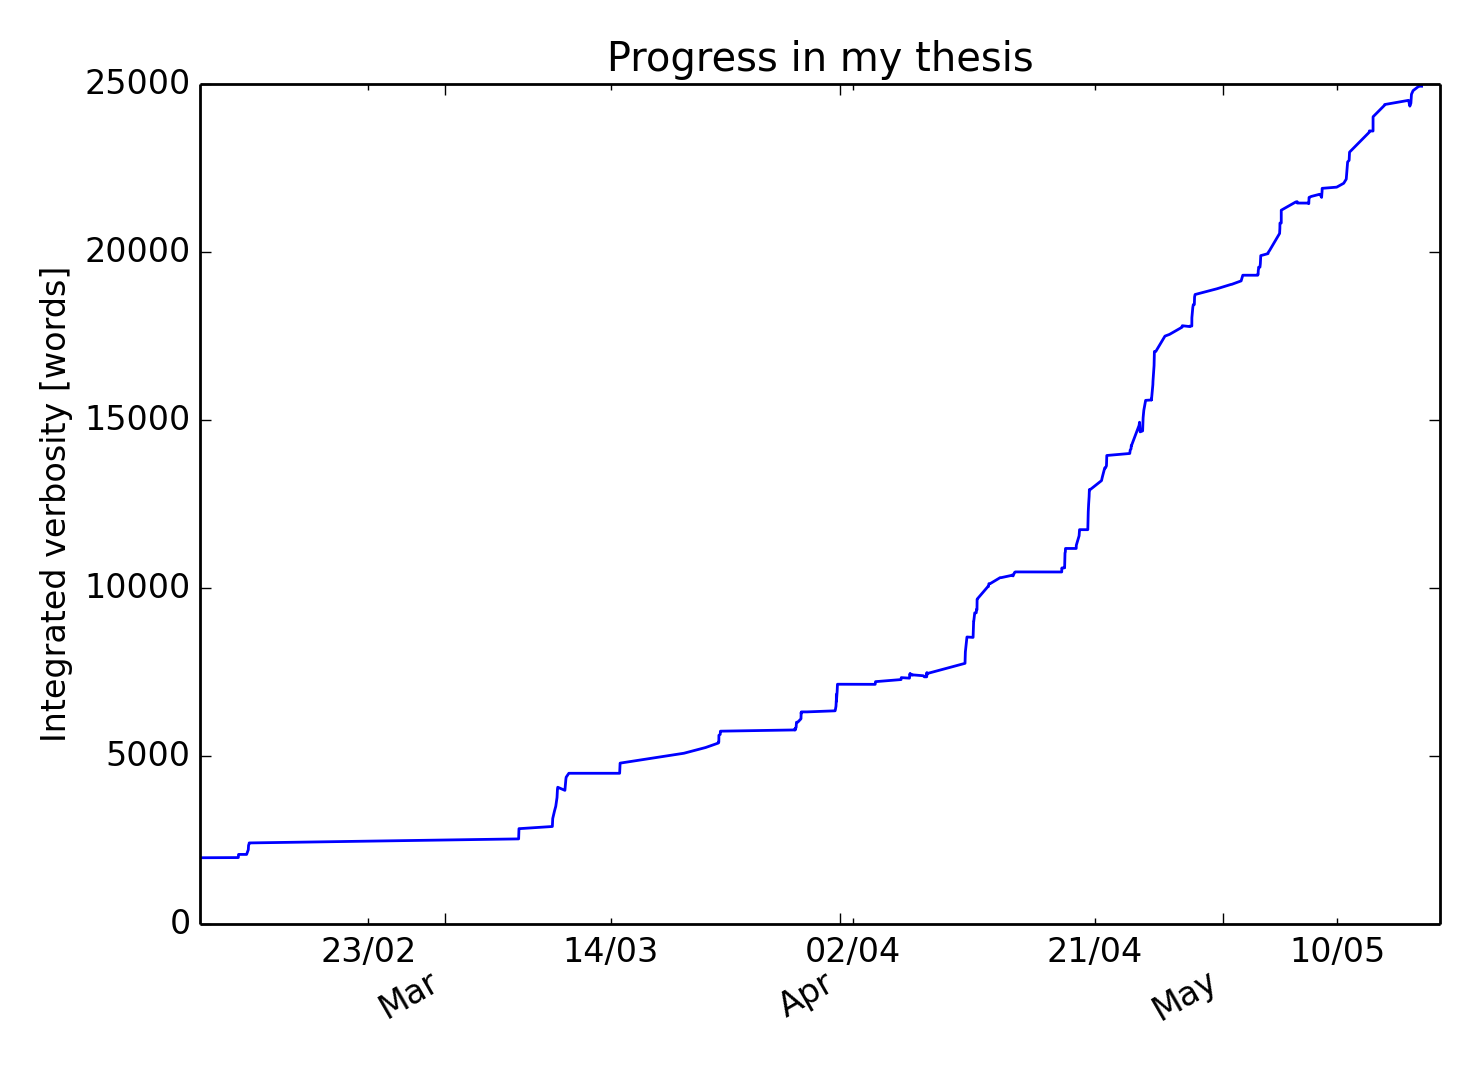 Progress in my thesis
Integrated verbosity [words]
25000
20000
15000
10000
5000
0
23/02 14/03 02/04 21/04 10/05
Mar Apr May